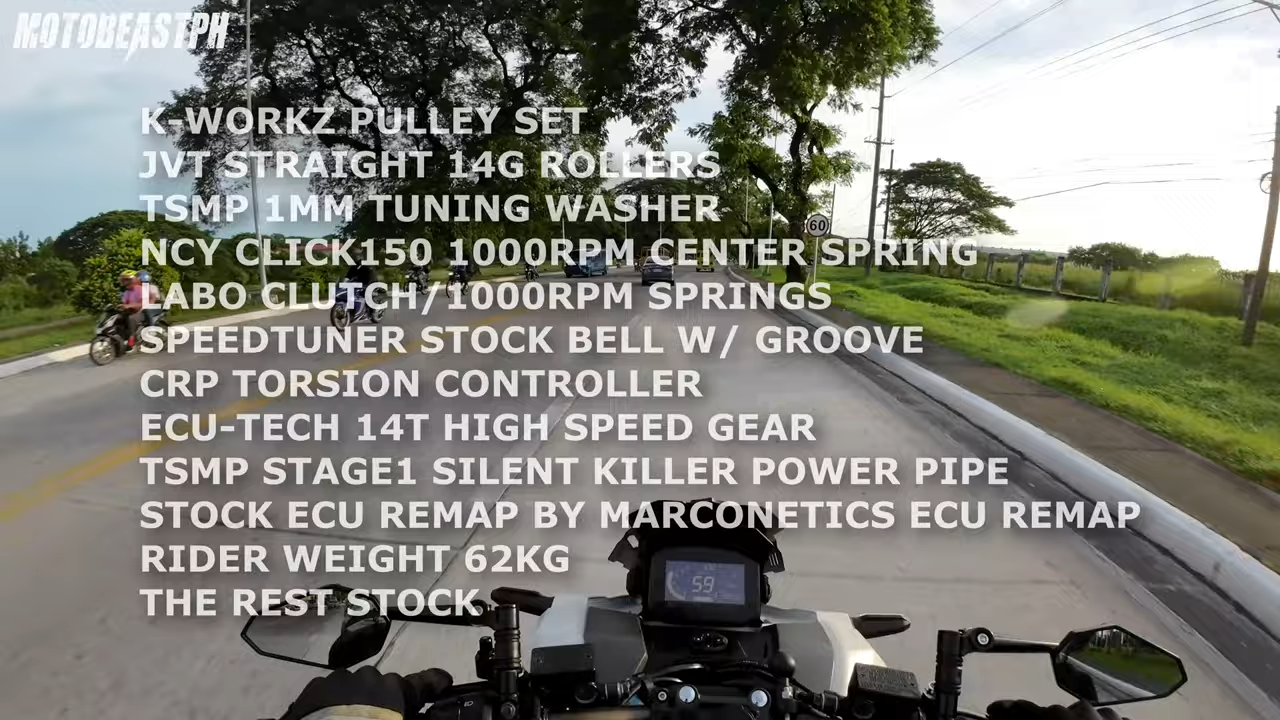 MOTOBEASTPH
K-WORKZ PULLEY SET
JVT STRAIGHT 14G ROLLERS
TSMP 1MM TUNING WASHER
60
NCY CLICK150 1000RPM CENTER SPRING
LABO CLUTCH/1000RPM SPRINGS
SPEEDTUNER STOCK BELL W/ GROOVE
CRP TORSION CONTROLLER
ECU-TECH 14T HIGH SPEED GEAR
TSMP STAGE1 SILENT KILLER POWER PIPE
STOCK ECU REMAP BY MARCONETICS ECU REMAP
RIDER WEIGHT 62KG
59
THE REST STOCK